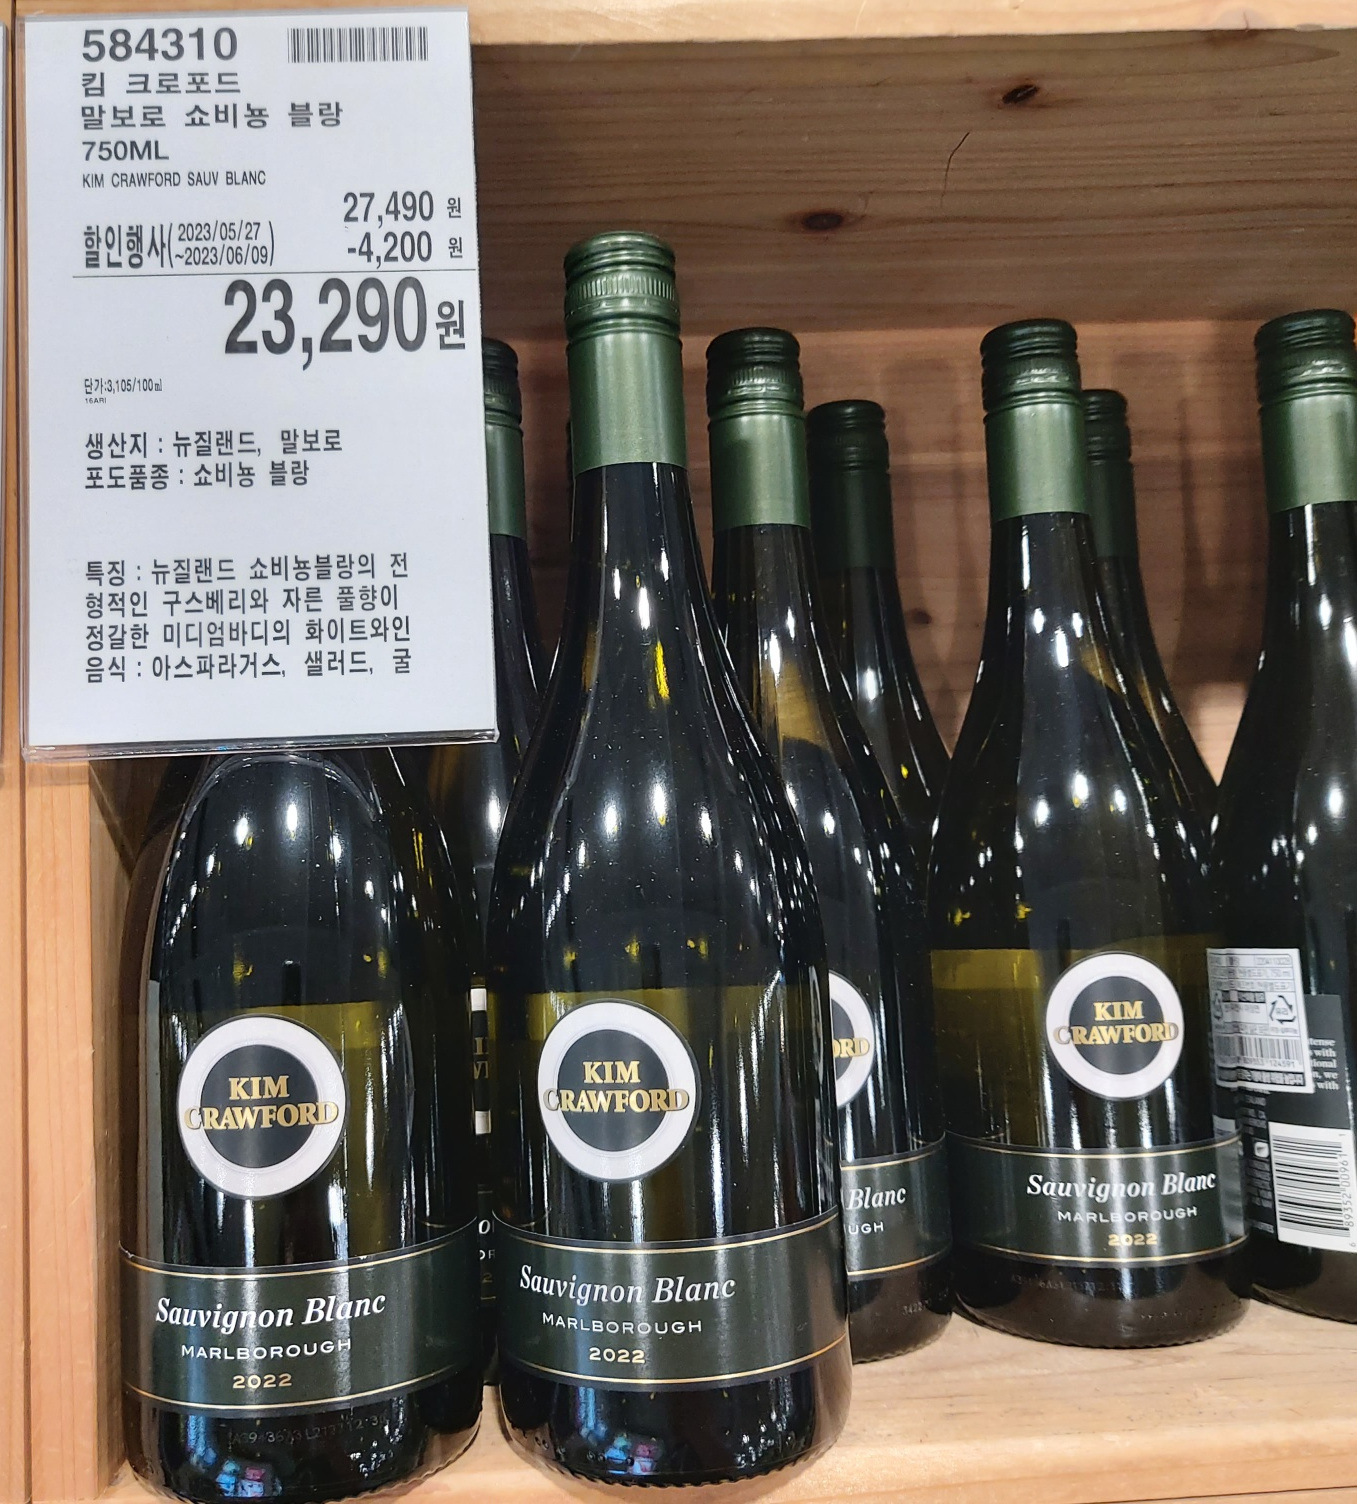 584310
킴 크로포드
말보로 쇼비뇽 블랑
750ML
KIM CRAWFORD SAUV BLANC
27,490 원
할인행사(2023/05/27
~2023/06/09)
-4,200 원
23,290원
단가:3,105/100㎖
16ARI
생산지 : 뉴질랜드, 말보로
포도품종 : 쇼비뇽 블랑
특징 : 뉴질랜드 쇼비뇽블랑의 전
형적인 구스베리와 자른 풀향이
정갈한 미디엄바디의 화이트와인
음식 : 아스파라거스, 샐러드, 굴
KIM
CRAWFORD
Sauvignon Blanc
MARLBOROUGH
2022
KIM
CRAWFORD
Sauvignon Blanc
MARLBOROUGH
2022
ORD
Blanc
UGH
KIM
CRAWFORD
Sauvignon Blanc
MARLBOROUGH
2022
with
we
with